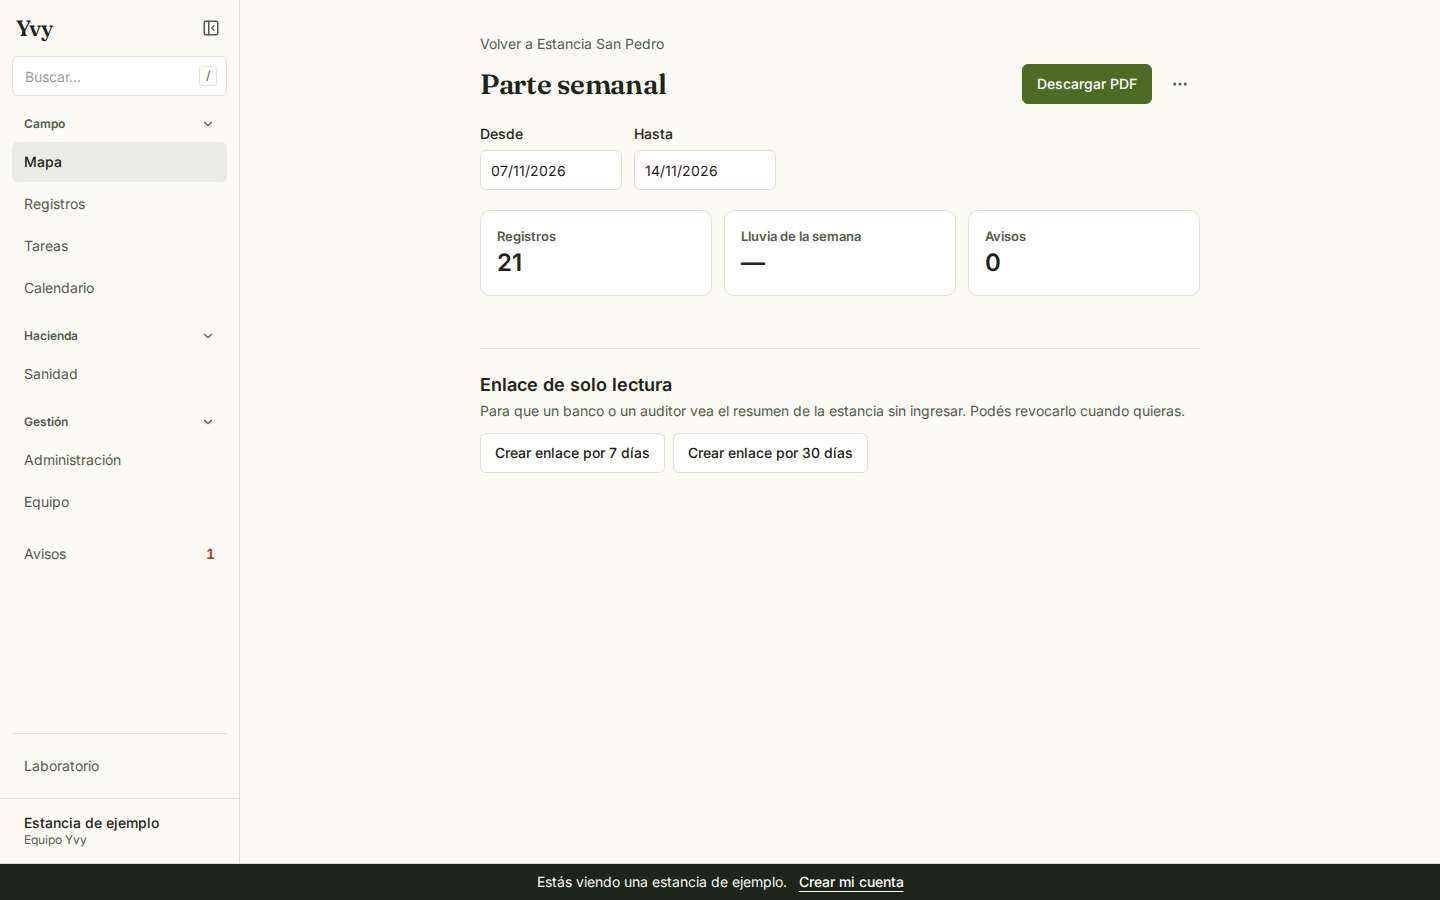 Yvy
Buscar...
/
Campo
Mapa
Registros
Tareas
Calendario
Hacienda
Sanidad
Gestión
Administración
Equipo
Avisos 1
Laboratorio
Estancia de ejemplo
Equipo Yvy
Volver a Estancia San Pedro
Parte semanal
Descargar PDF
Desde
Hasta
07/11/2026
14/11/2026
Registros
21
Lluvia de la semana
—
Avisos
0
Enlace de solo lectura
Para que un banco o un auditor vea el resumen de la estancia sin ingresar. Podés revocarlo cuando quieras.
Crear enlace por 7 días
Crear enlace por 30 días
Estás viendo una estancia de ejemplo. Crear mi cuenta